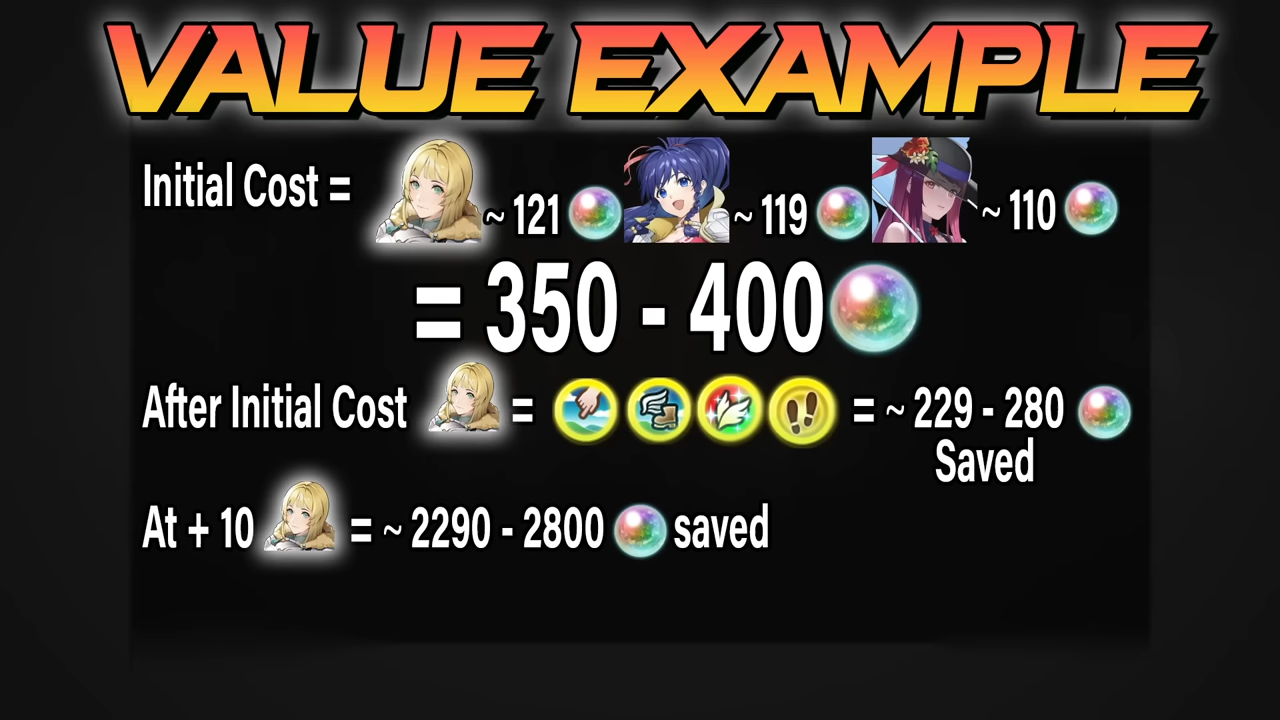 VALUE EXAMPLE
Initial Cost = ~ 121 ~ 119 ~ 110
= 350 - 400
After Initial Cost = = ~ 229 - 280
Saved
At + 10 = ~ 2290 - 2800 saved